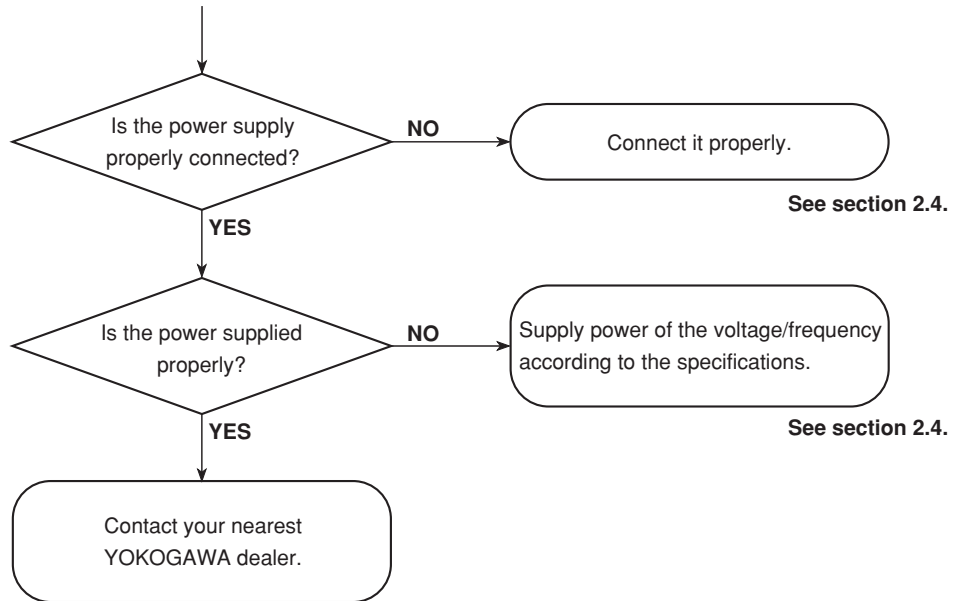 Is the power supply
properly connected?
NO
Connect it properly.
See section 2.4.
YES
Is the power supplied
properly?
NO
Supply power of the voltage/frequency
according to the specifications.
See section 2.4.
YES
Contact your nearest
YOKOGAWA dealer.